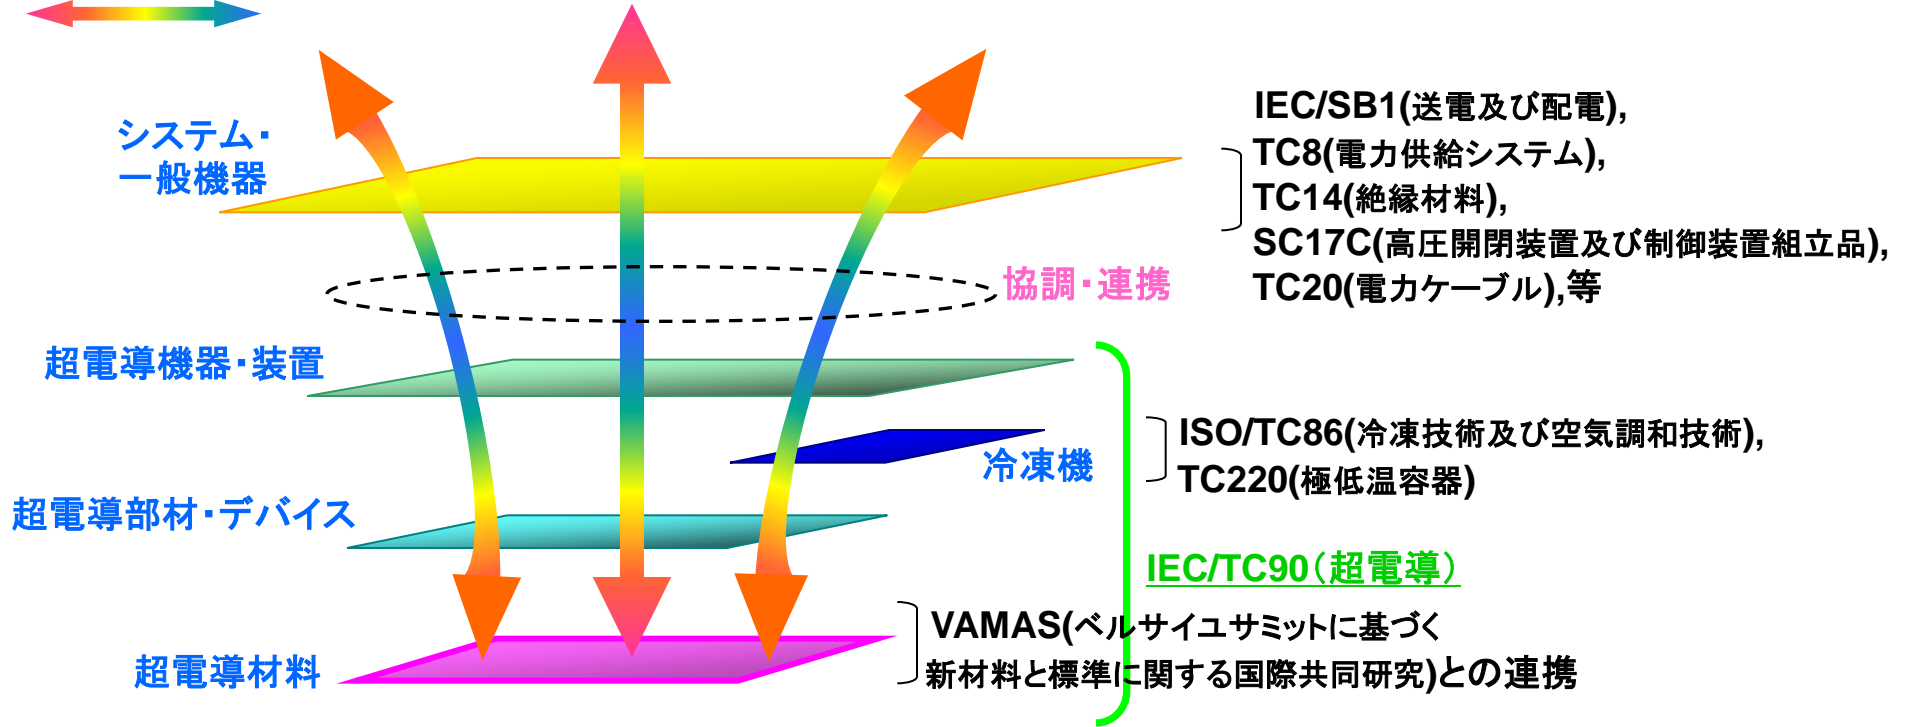 システム・
一般機器
IEC/SB1(送電及び配電),
TC8(電力供給システム),
TC14(絶縁材料),
SC17C(高圧開閉装置及び制御装置組立品),
TC20(電力ケーブル),等
協調・連携
超電導機器・装置
冷凍機
ISO/TC86(冷凍技術及び空気調和技術),
TC220(極低温容器)
超電導部材・デバイス
IEC/TC90(超電導)
超電導材料
VAMAS(ベルサイユサミットに基づく
新材料と標準に関する国際共同研究)との連携